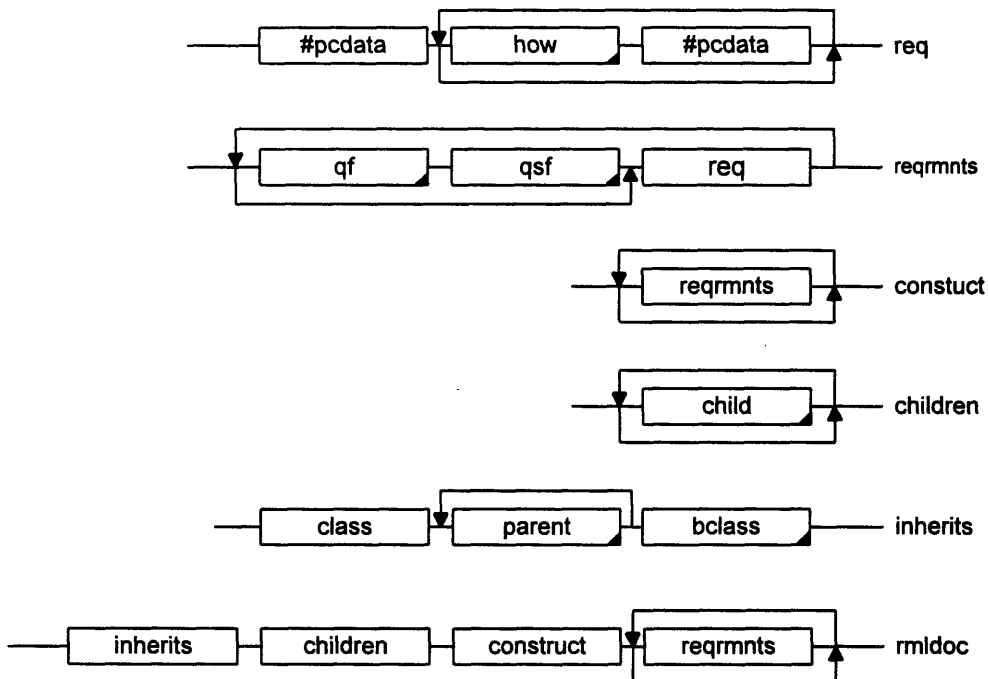 #pcdata how #pcdata req
qf qsf req reqrmnts
reqrmnts constuct
child children
class parent bclass inherits
inherits children construct reqrmnts rmldoc